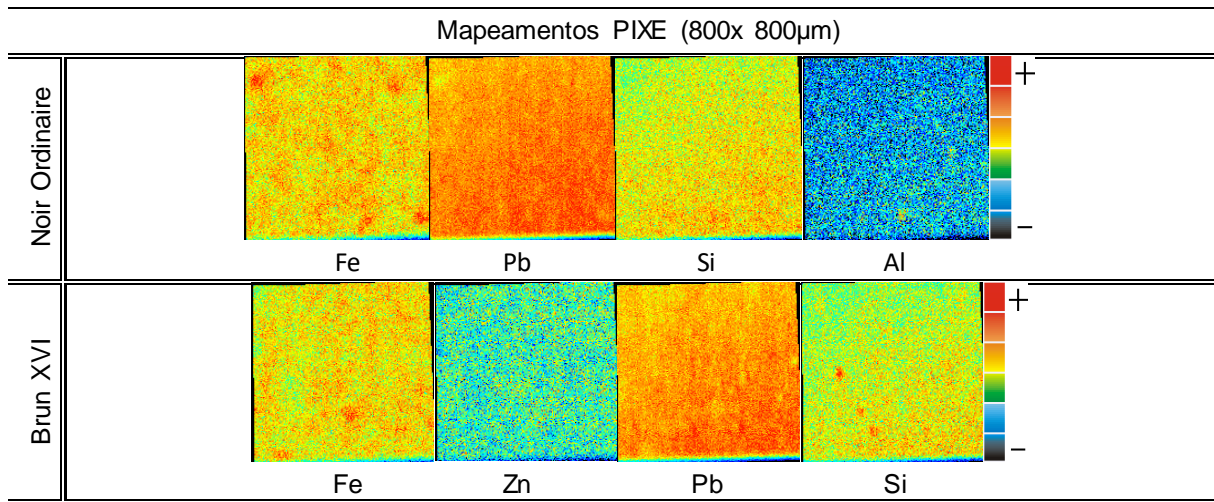 Mapeamentos PIXE (800x 800µm)
Noir Ordinaire
+
−
Fe Pb Si Al
Brun XVI
+
−
Fe Zn Pb Si